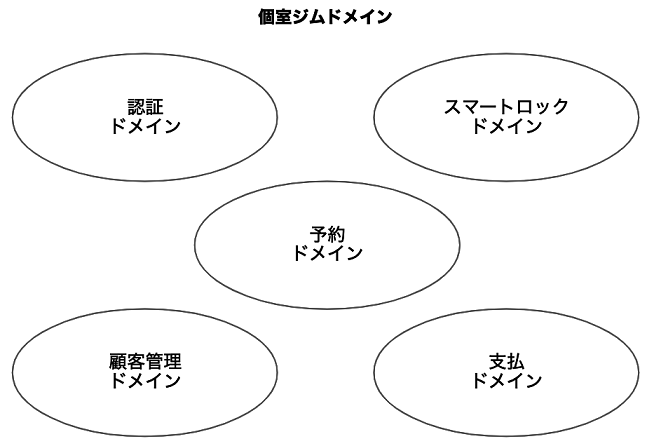 個室ジムドメイン
認証
ドメイン
スマートロック
ドメイン
予約
ドメイン
顧客管理
ドメイン
支払
ドメイン